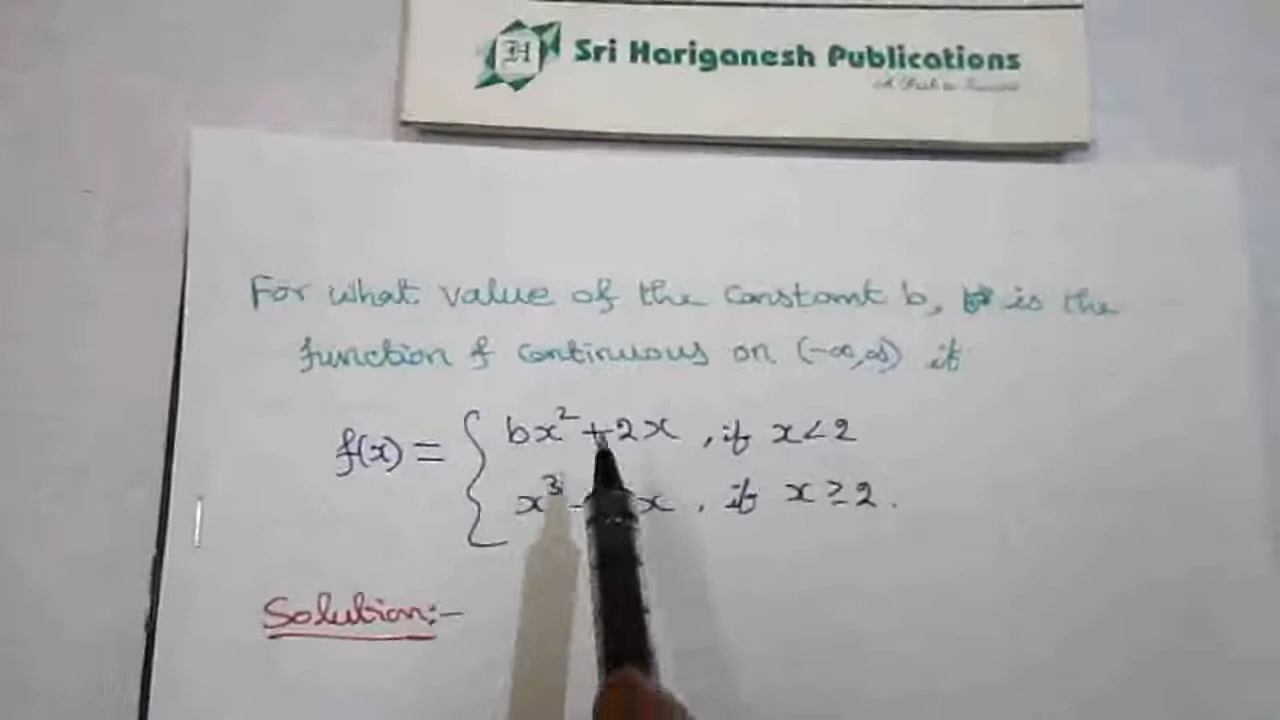 Sri Hariganesh Publications
For what value of the constant b, is the
function f continuous on (-∞,∞) if
f(x) = { bx² + 2x , if x < 2
x³ - x , if x ≥ 2 .
Solution:-